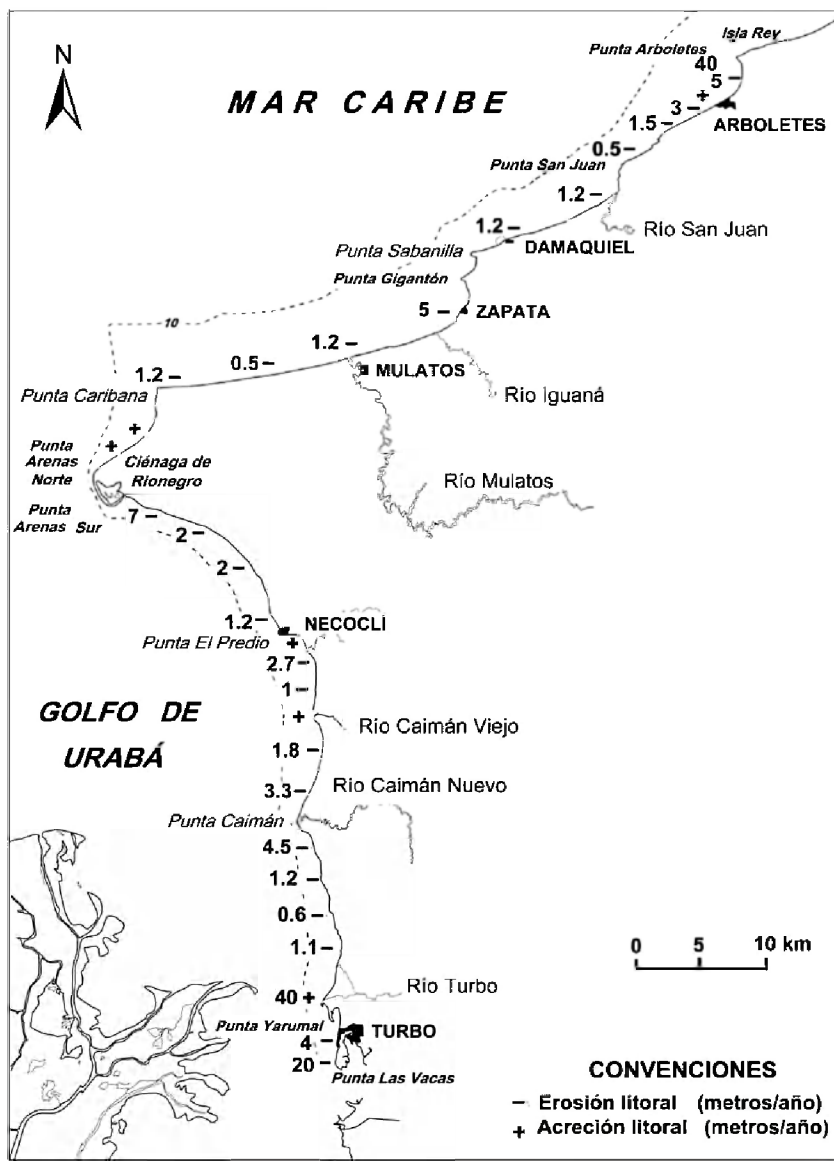 N
Isla Rey
Punta Arboletes
40
MAR CARIBE
5 –
+
3 –
ARBOLETES
1.5 –
0.5 –
Punta San Juan
1.2 –
Río San Juan
1.2 –
DAMAQUIEL
Punta Sabanilla
Punta Gigantón
5 –
ZAPATA
10
1.2 –
0.5 –
MULATOS
1.2 –
Punta Caribana
Río Iguaná
+
+
Punta
Arenas
Norte
Ciénaga de
Rionegro
Río Mulatos
Punta
Arenas Sur
7 –
2 –
2 –
1.2 –
NECOCLÍ
Punta El Predio
+
2.7 –
1 –
GOLFO DE
URABÁ
+
Río Caimán Viejo
1.8 –
Río Caimán Nuevo
3.3 –
Punta Caimán
4.5 –
1.2 –
0.6 –
1.1 –
0 5 10 km
Río Turbo
40 +
Punta Yarumal
TURBO
4 –
20 –
Punta Las Vacas
CONVENCIONES
– Erosión litoral (metros/año)
+ Acreción litoral (metros/año)